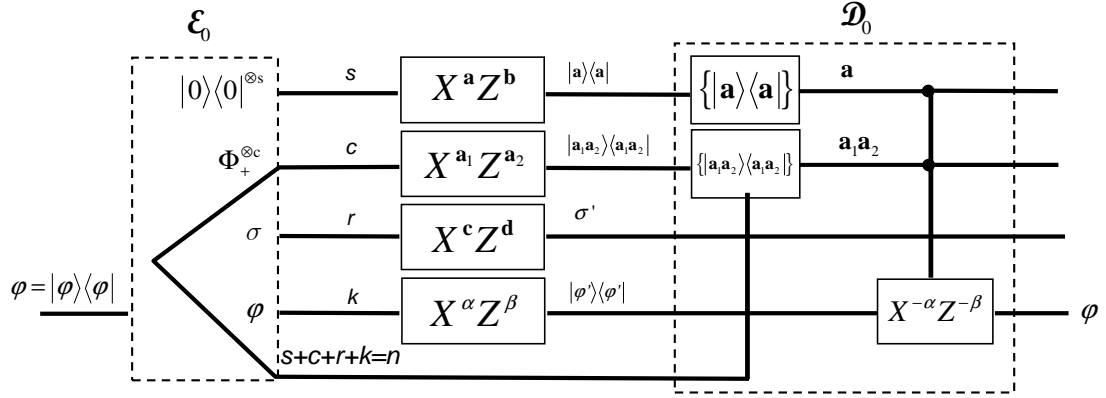 𝓔₀
𝓓₀
|0⟩⟨0|^{⊗s} s X^𝐚 Z^𝐛 |𝐚⟩⟨𝐚| {|𝐚⟩⟨𝐚|} 𝐚
Φ₊^{⊗c} c X^{𝐚₁} Z^{𝐚₂} |𝐚₁𝐚₂⟩⟨𝐚₁𝐚₂| {|𝐚₁𝐚₂⟩⟨𝐚₁𝐚₂|} 𝐚₁𝐚₂
σ r X^𝐜 Z^𝐝 σ'
φ=|φ⟩⟨φ| φ k X^α Z^β |φ'⟩⟨φ'| X^{-α} Z^{-β} φ
s+c+r+k=n